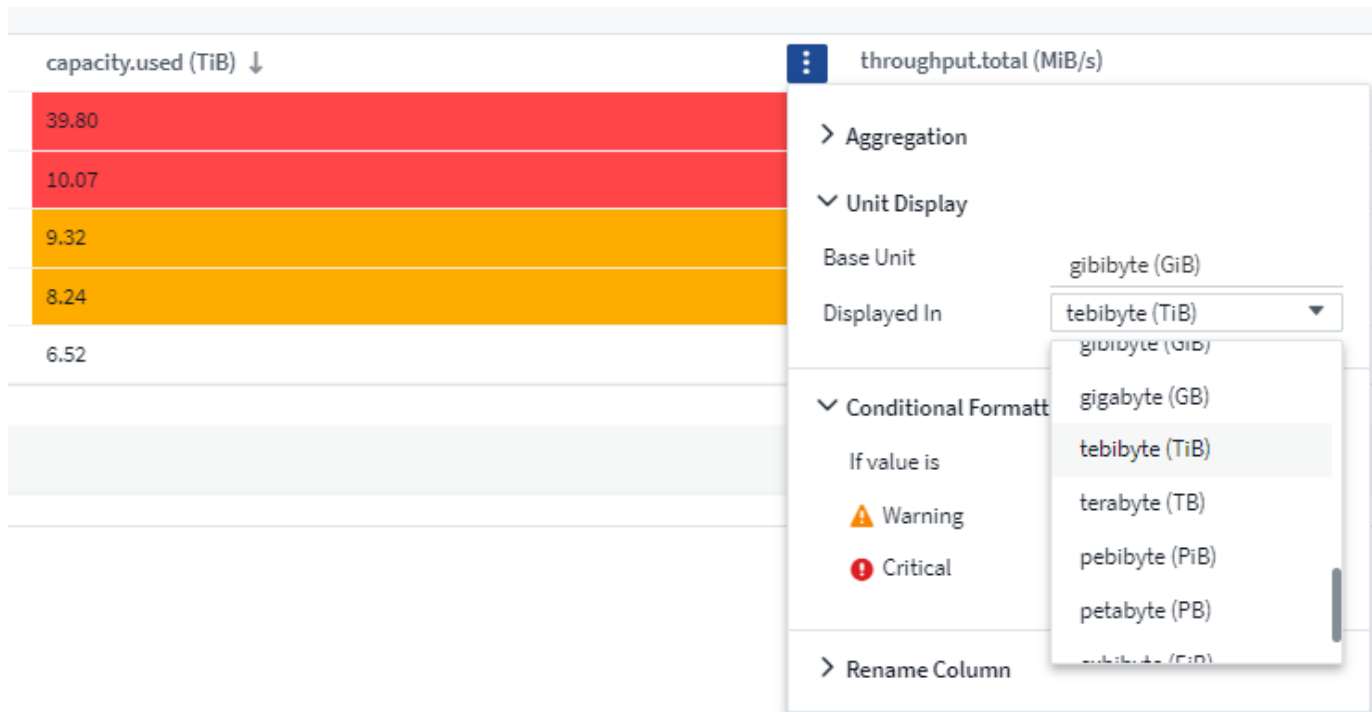 capacity.used (TiB) ↓
throughput.total (MiB/s)
39.80
10.07
9.32
8.24
6.52
Aggregation
Unit Display
Base Unit
gibibyte (GiB)
Displayed In
tebibyte (TiB)
gibibyte (GiB)
gigabyte (GB)
tebibyte (TiB)
terabyte (TB)
pebibyte (PiB)
petabyte (PB)
Conditional Formatt
If value is
Warning
Critical
Rename Column